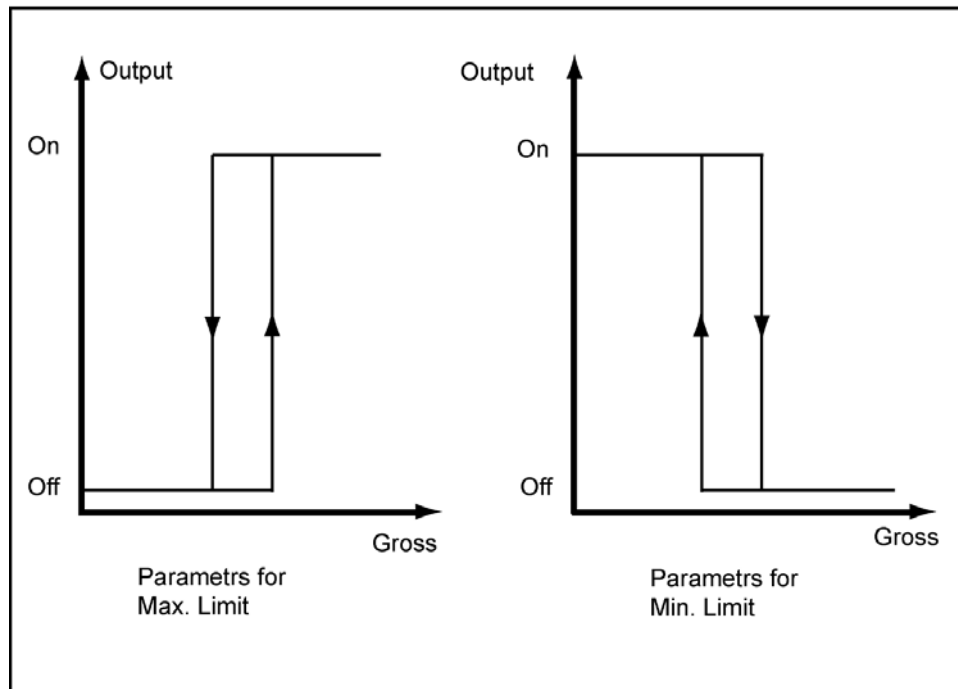 Output
On
Off
Gross
Parametrs for
Max. Limit
Output
On
Off
Gross
Parametrs for
Min. Limit